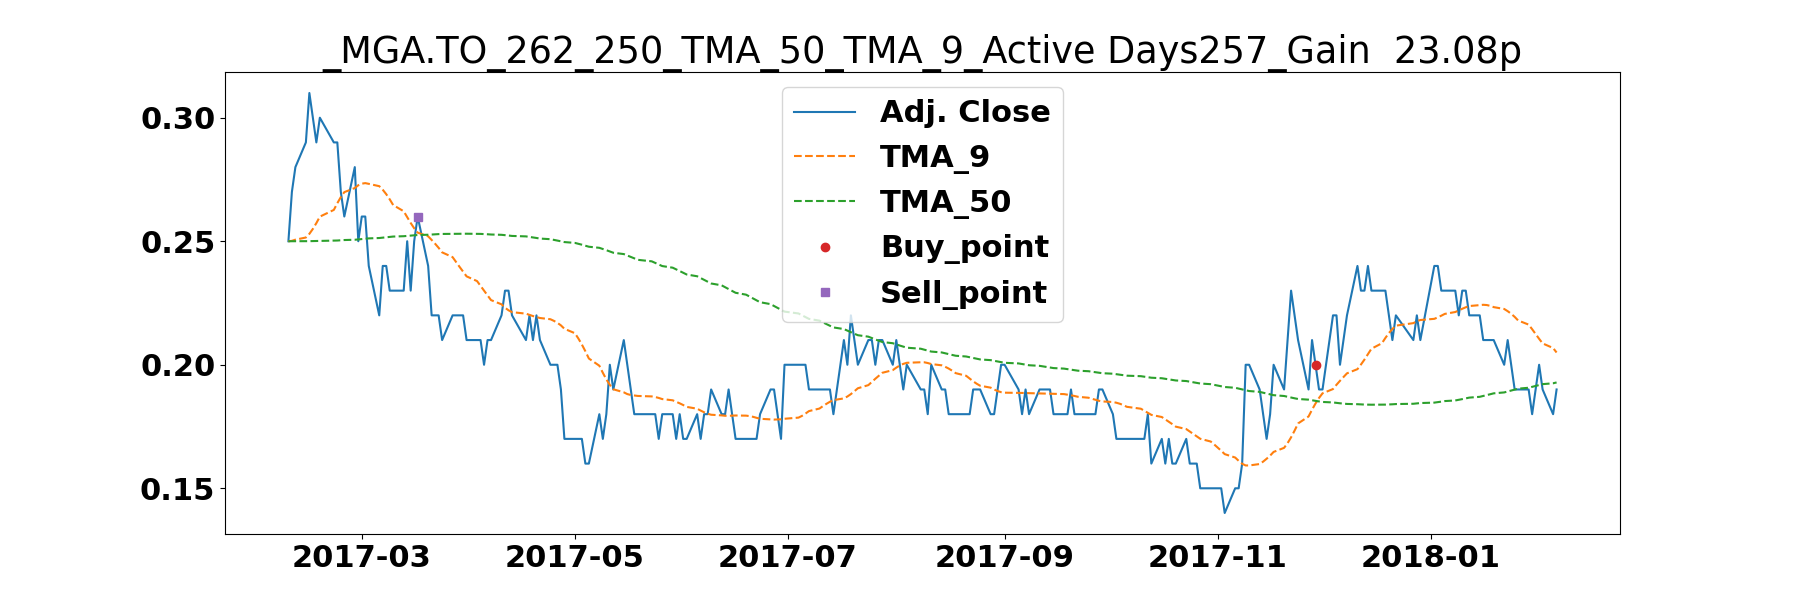 _MGA.TO_262_250_TMA_50_TMA_9_Active Days257_Gain  23.08p
Adj. Close
TMA_9
TMA_50
Buy_point
Sell_point
0.30
0.25
0.20
0.15
2017-03 2017-05 2017-07 2017-09 2017-11 2018-01